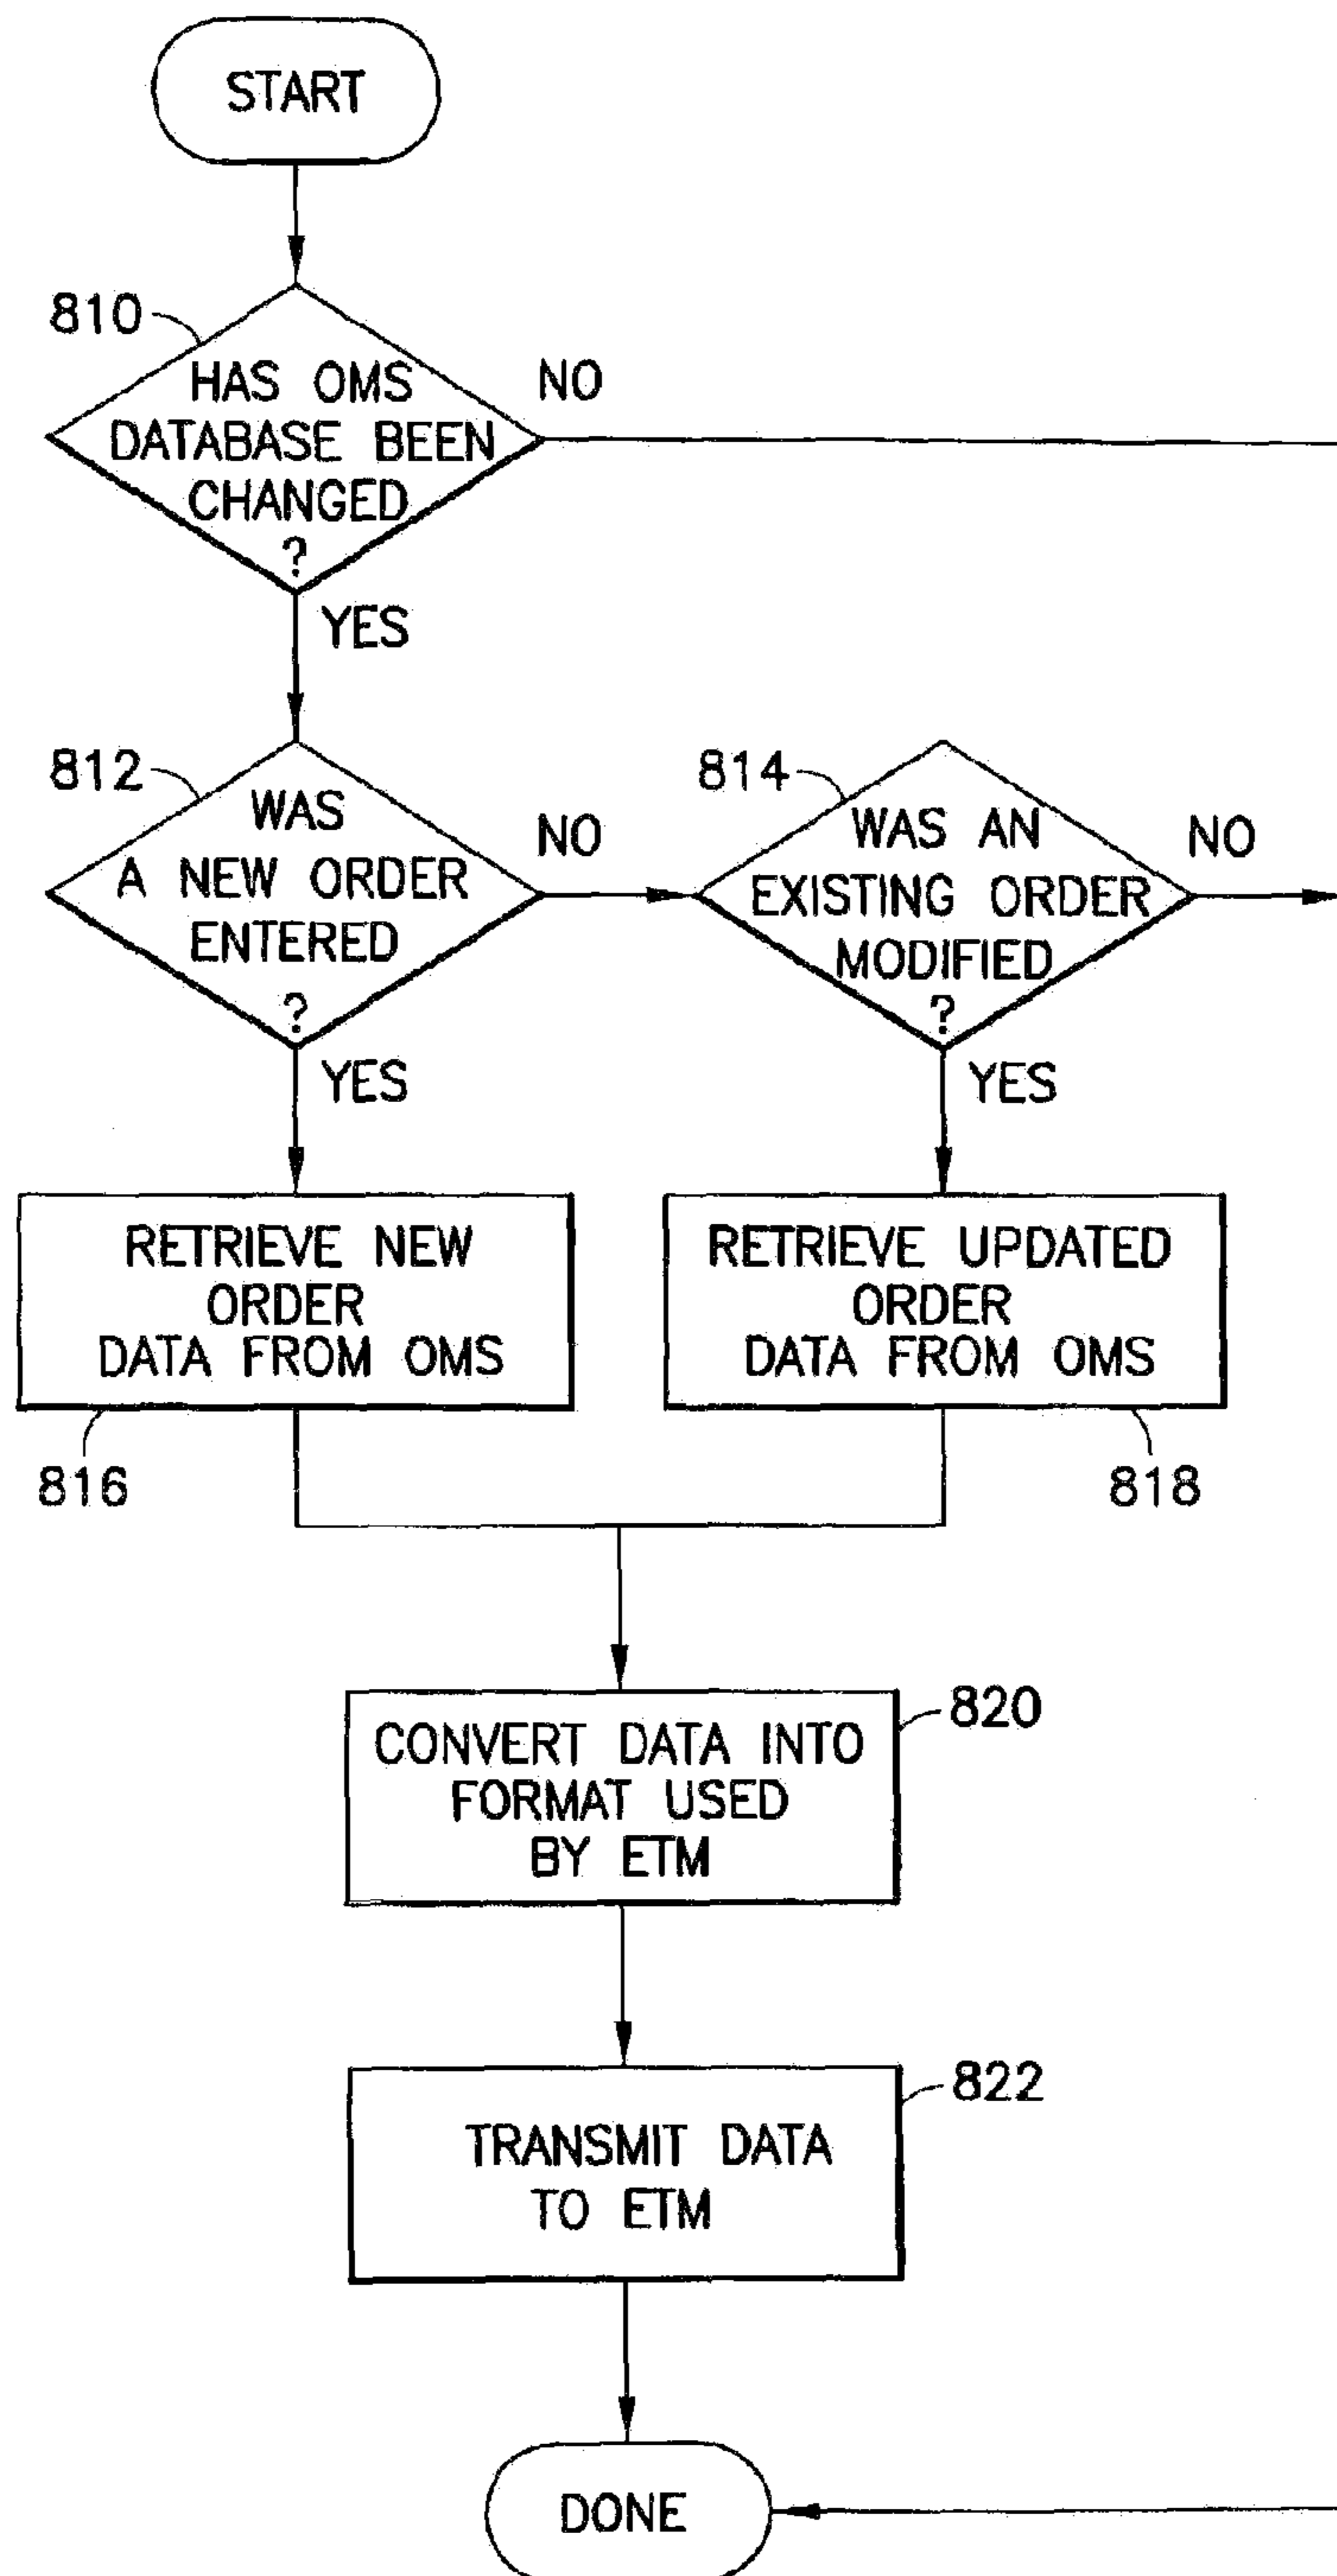 START
810
HAS OMS
DATABASE BEEN
CHANGED
?
NO
YES
812
WAS
A NEW ORDER
ENTERED
?
NO
YES
814
WAS AN
EXISTING ORDER
MODIFIED
?
NO
YES
RETRIEVE NEW
ORDER
DATA FROM OMS
816
RETRIEVE UPDATED
ORDER
DATA FROM OMS
818
CONVERT DATA INTO
FORMAT USED
BY ETM
820
TRANSMIT DATA
TO ETM
822
DONE